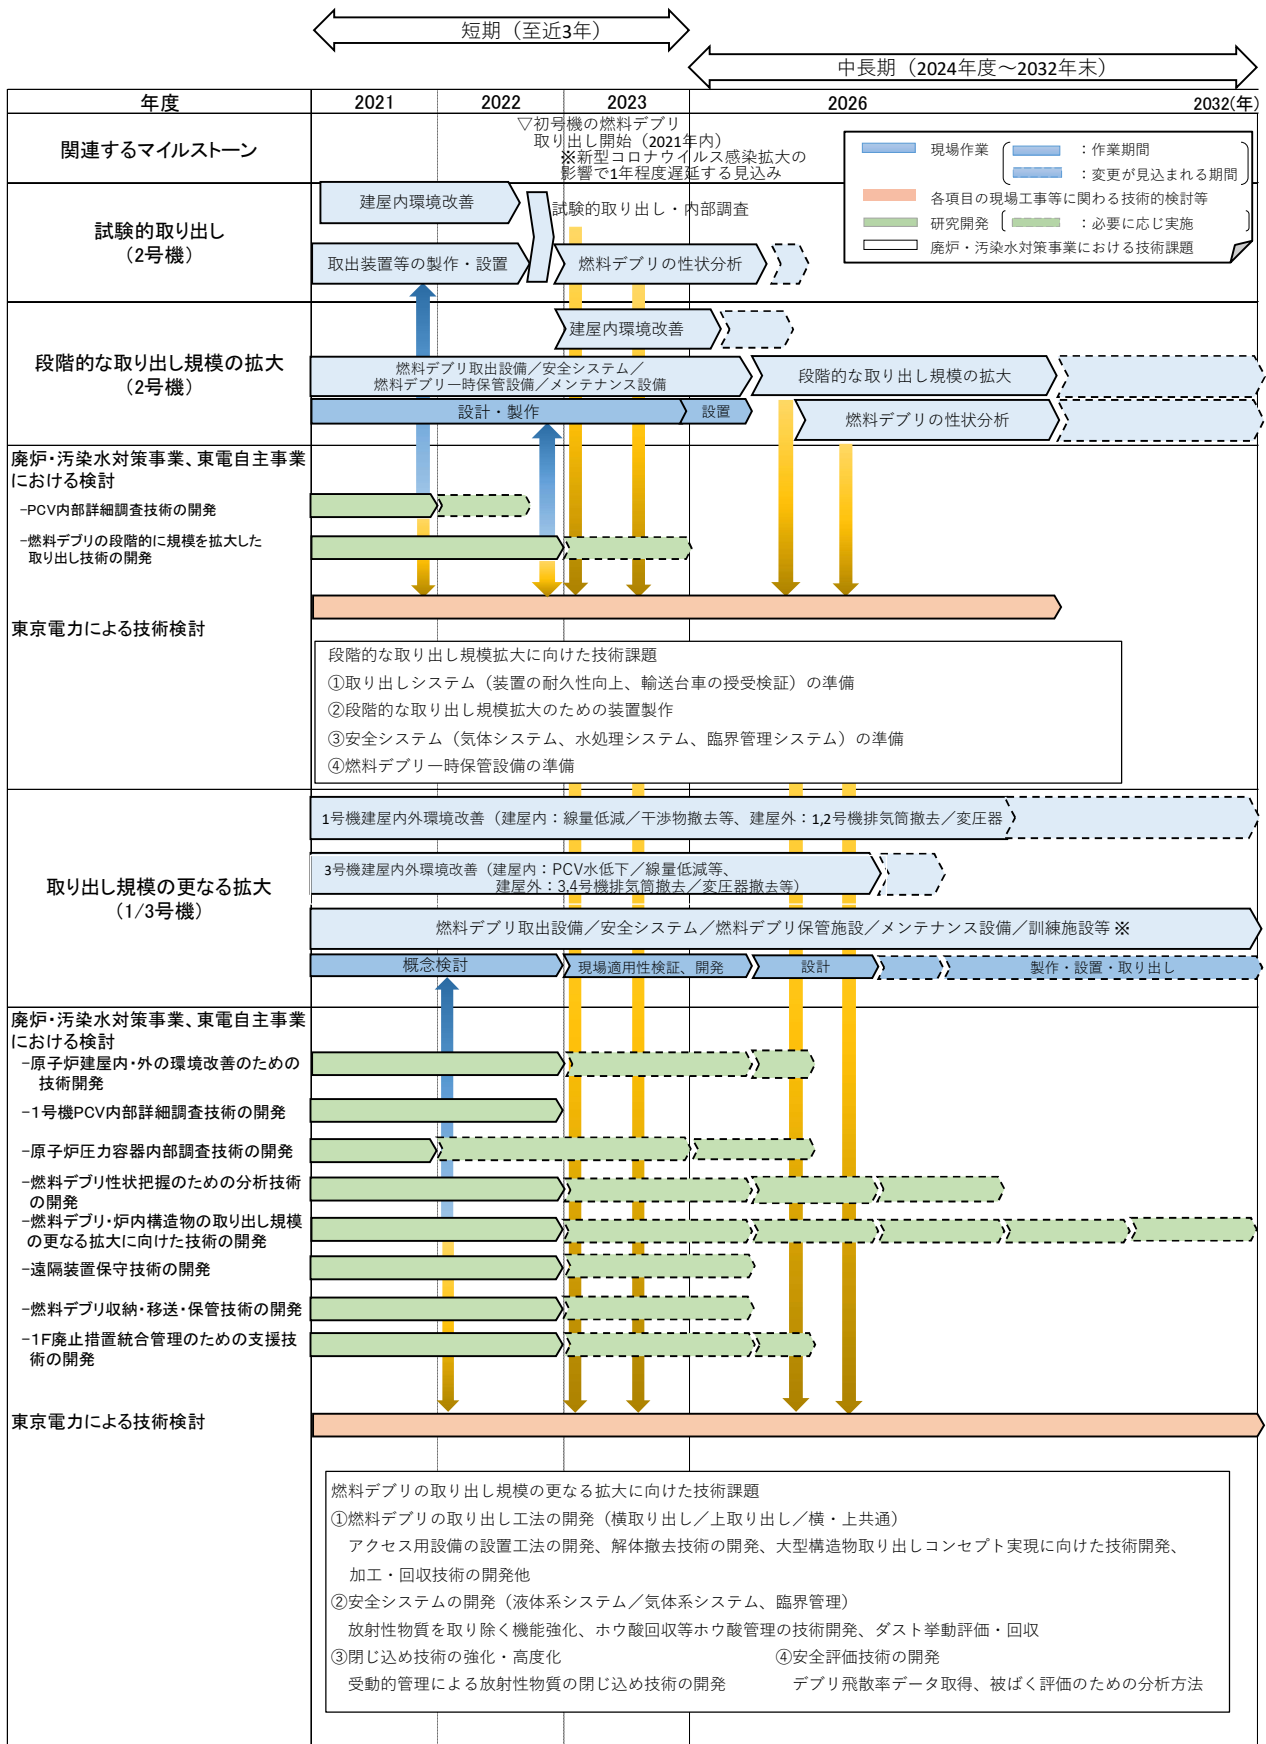 短期（至近3年）
中長期（2024年度～2032年末）
年度
2021
2022
2023
2026
2032(年)
関連するマイルストーン
▽初号機の燃料デブリ
取り出し開始（2021年内）
※新型コロナウイルス感染拡大の
影響で1年程度遅延する見込み
現場作業
：作業期間
：変更が見込まれる期間
各項目の現場工事等に関わる技術的検討等
研究開発
：必要に応じ実施
廃炉・汚染水対策事業における技術課題
試験的取り出し
（2号機）
建屋内環境改善
試験的取り出し・内部調査
取出装置等の製作・設置
燃料デブリの性状分析
段階的な取り出し規模の拡大
（2号機）
建屋内環境改善
燃料デブリ取出設備／安全システム／
燃料デブリ一時保管設備／メンテナンス設備
段階的な取り出し規模の拡大
設計・製作
設置
燃料デブリの性状分析
廃炉・汚染水対策事業、東電自主事業
における検討
-PCV内部詳細調査技術の開発
-燃料デブリの段階的に規模を拡大した
取り出し技術の開発
東京電力による技術検討
段階的な取り出し規模拡大に向けた技術課題
①取り出しシステム（装置の耐久性向上、輸送台車の授受検証）の準備
②段階的な取り出し規模拡大のための装置製作
③安全システム（気体システム、水処理システム、臨界管理システム）の準備
④燃料デブリ一時保管設備の準備
取り出し規模の更なる拡大
（1/3号機）
1号機建屋内外環境改善（建屋内：線量低減／干渉物撤去等、建屋外：1,2号機排気筒撤去／変圧器
3号機建屋内外環境改善（建屋内：PCV水低下／線量低減等、
建屋外：3,4号機排気筒撤去／変圧器撤去等）
燃料デブリ取出設備／安全システム／燃料デブリ保管施設／メンテナンス設備／訓練施設等※
概念検討
現場適用性検証、開発
設計
製作・設置・取り出し
廃炉・汚染水対策事業、東電自主事業
における検討
-原子炉建屋内・外の環境改善のための
技術開発
-1号機PCV内部詳細調査技術の開発
-原子炉圧力容器内部調査技術の開発
-燃料デブリ性状把握のための分析技術
の開発
-燃料デブリ・炉内構造物の取り出し規模
の更なる拡大に向けた技術の開発
-遠隔装置保守技術の開発
-燃料デブリ収納・移送・保管技術の開発
-1F廃止措置統合管理のための支援技
術の開発
東京電力による技術検討
燃料デブリの取り出し規模の更なる拡大に向けた技術課題
①燃料デブリの取り出し工法の開発（横取り出し／上取り出し／横・上共通）
アクセス用設備の設置工法の開発、解体撤去技術の開発、大型構造物取り出しコンセプト実現に向けた技術開発、
加工・回収技術の開発他
②安全システムの開発（液体系システム／気体系システム、臨界管理）
放射性物質を取り除く機能強化、ホウ酸回収等ホウ酸管理の技術開発、ダスト挙動評価・回収
③閉じ込め技術の強化・高度化
④安全評価技術の開発
受動的管理による放射性物質の閉じ込め技術の開発
デブリ飛散率データ取得、被ばく評価のための分析方法